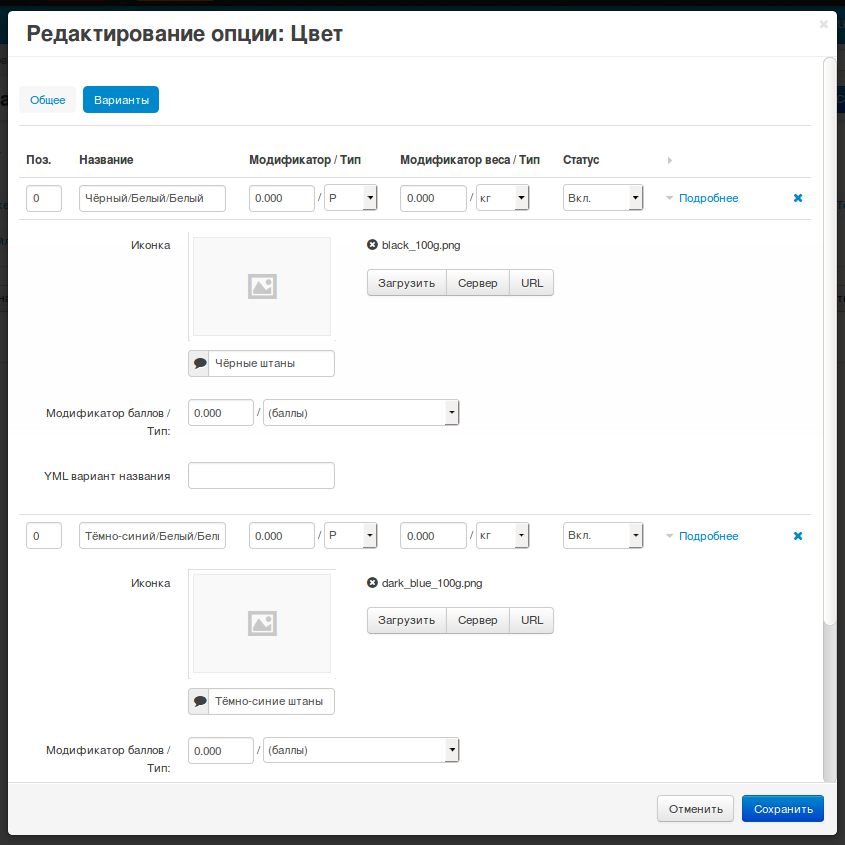 Редактирование опции: Цвет
Общее Варианты
Поз. Название Модификатор / Тип Модификатор веса / Тип Статус
0 Чёрный/Белый/Белый 0.000 / Р 0.000 / кг Вкл. Подробнее
Иконка black_100g.png
Загрузить Сервер URL
Чёрные штаны
Модификатор баллов / 0.000 / (баллы)
Тип:
YML вариант названия
0 Тёмно-синий/Белый/Бел 0.000 / Р 0.000 / кг Вкл. Подробнее
Иконка dark_blue_100g.png
Загрузить Сервер URL
Тёмно-синие штаны
Модификатор баллов / 0.000 / (баллы)
Тип:
Отменить Сохранить